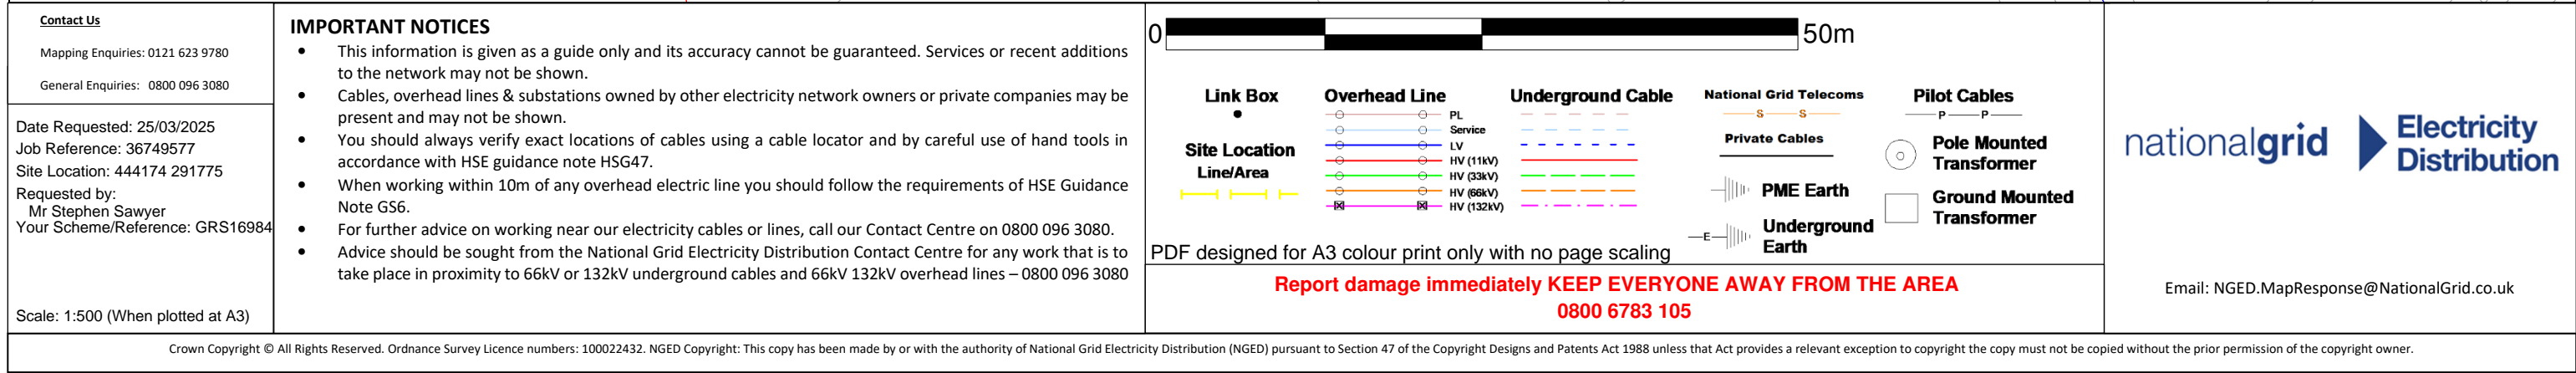 Contact Us
Mapping Enquiries: 0121 623 9780
General Enquiries: 0800 096 3080
Date Requested: 25/03/2025
Job Reference: 36749577
Site Location: 444174 291775
Requested by:
Mr Stephen Sawyer
Your Scheme/Reference: GRS16984
Scale: 1:500 (When plotted at A3)
IMPORTANT NOTICES
• This information is given as a guide only and its accuracy cannot be guaranteed. Services or recent additions
to the network may not be shown.
• Cables, overhead lines & substations owned by other electricity network owners or private companies may be
present and may not be shown.
• You should always verify exact locations of cables using a cable locator and by careful use of hand tools in
accordance with HSE guidance note HSG47.
• When working within 10m of any overhead electric line you should follow the requirements of HSE Guidance
Note GS6.
• For further advice on working near our electricity cables or lines, call our Contact Centre on 0800 096 3080.
• Advice should be sought from the National Grid Electricity Distribution Contact Centre for any work that is to
take place in proximity to 66kV or 132kV underground cables and 66kV 132kV overhead lines – 0800 096 3080
0 50m
Link Box
Site Location
Line/Area
Overhead Line
PL
Service
LV
HV (11kV)
HV (33kV)
HV (66kV)
HV (132kV)
Underground Cable
National Grid Telecoms
S S
Private Cables
PME Earth
E
Underground
Earth
Pilot Cables
P P
Pole Mounted
Transformer
Ground Mounted
Transformer
PDF designed for A3 colour print only with no page scaling
Report damage immediately KEEP EVERYONE AWAY FROM THE AREA
0800 6783 105
nationalgrid
Electricity
Distribution
Email: NGED.MapResponse@NationalGrid.co.uk
Crown Copyright © All Rights Reserved. Ordnance Survey Licence numbers: 100022432. NGED Copyright: This copy has been made by or with the authority of National Grid Electricity Distribution (NGED) pursuant to Section 47 of the Copyright Designs and Patents Act 1988 unless that Act provides a relevant exception to copyright the copy must not be copied without the prior permission of the copyright owner.